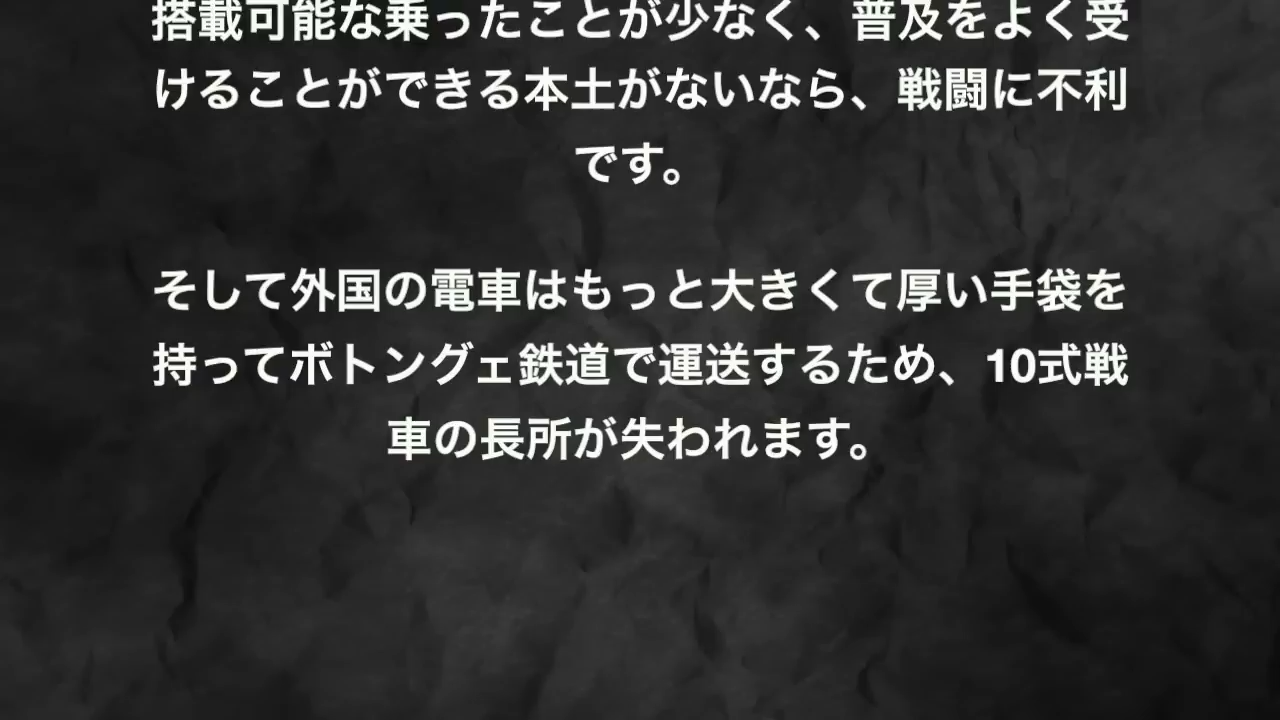 搭載可能な乗ったことが少なく、普及をよく受
けることができる本土がないなら、戦闘に不利
です。
そして外国の電車はもっと大きくて厚い手袋を
持ってボトングェ鉄道で運送するため、10式戦
車の長所が失われます。